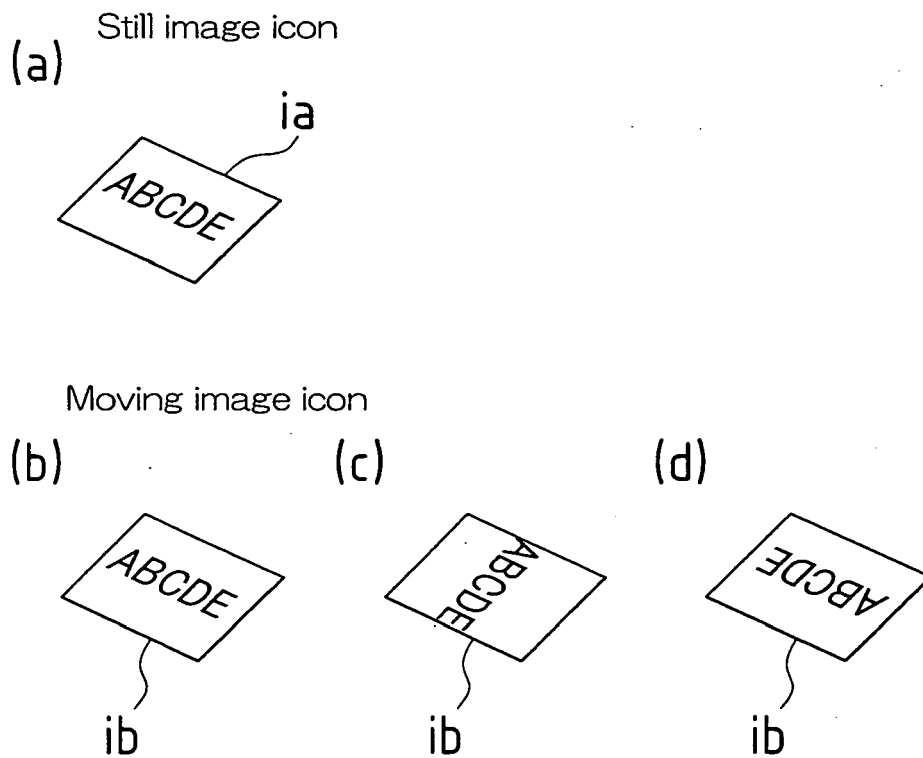 Still image icon
(a)
ia
ABCDE
Moving image icon
(b) (c) (d)
ABCDE ABCDE ABCDE
ib ib ib